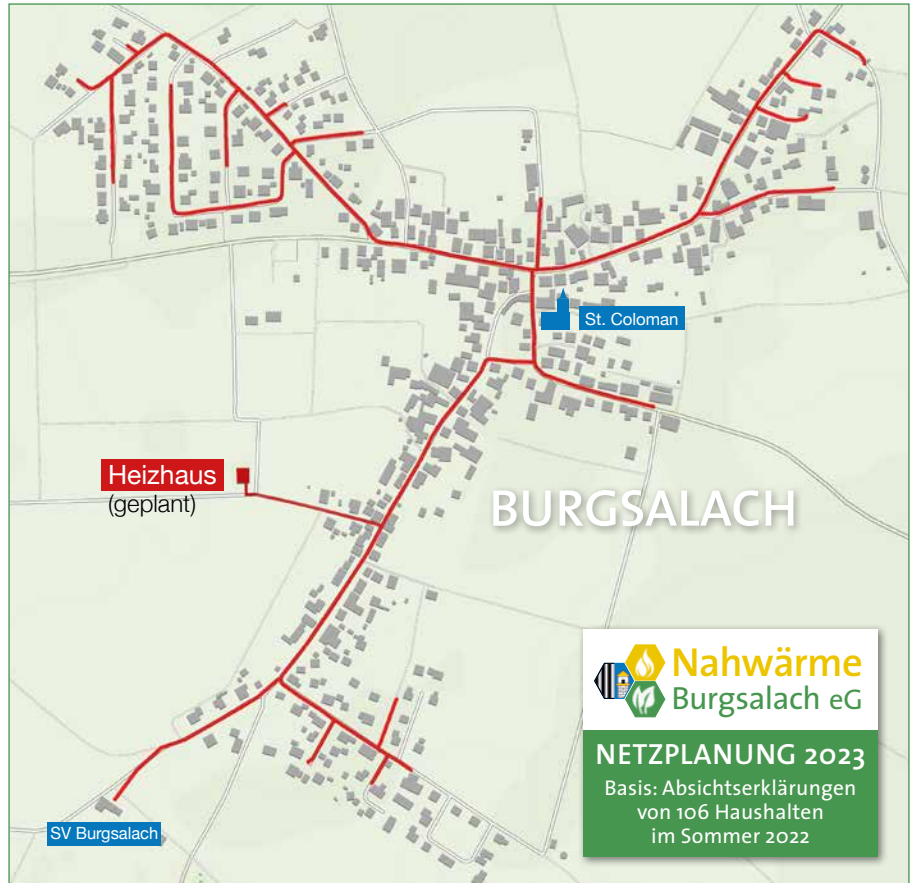 St. Coloman
Heizhaus
(geplant)
BURGSALACH
Nahwärme
Burgsalach eG
NETZPLANUNG 2023
Basis: Absichtserklärungen
von 106 Haushalten
im Sommer 2022
SV Burgsalach